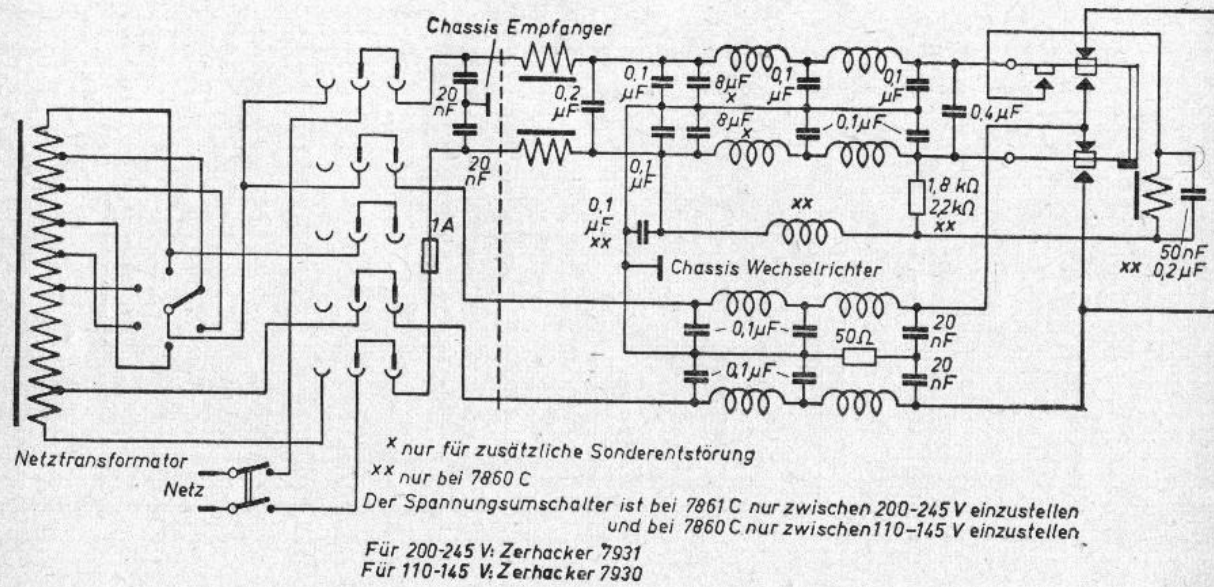 Chassis Empfanger
20
nF
20
nF
0,2
µF
0,1
µF
8µF
x
0,1
µF
0,1
µF
0,4µF
8µF
x
0,1µF
0,1
µF
0,1
µF
xx
xx
1,8 kΩ
2,2kΩ
xx
50nF
xx 0,2µF
1A
Chassis Wechselrichter
0,1µF
50Ω
20
nF
0,1µF
20
nF
Netztransformator
Netz
x nur für zusätzliche Sonderentstörung
xx nur bei 7860 C
Der Spannungsumschalter ist bei 7861 C nur zwischen 200-245 V einzustellen
und bei 7860 C nur zwischen 110-145 V einzustellen
Für 200-245 V: Zerhacker 7931
Für 110-145 V: Zerhacker 7930